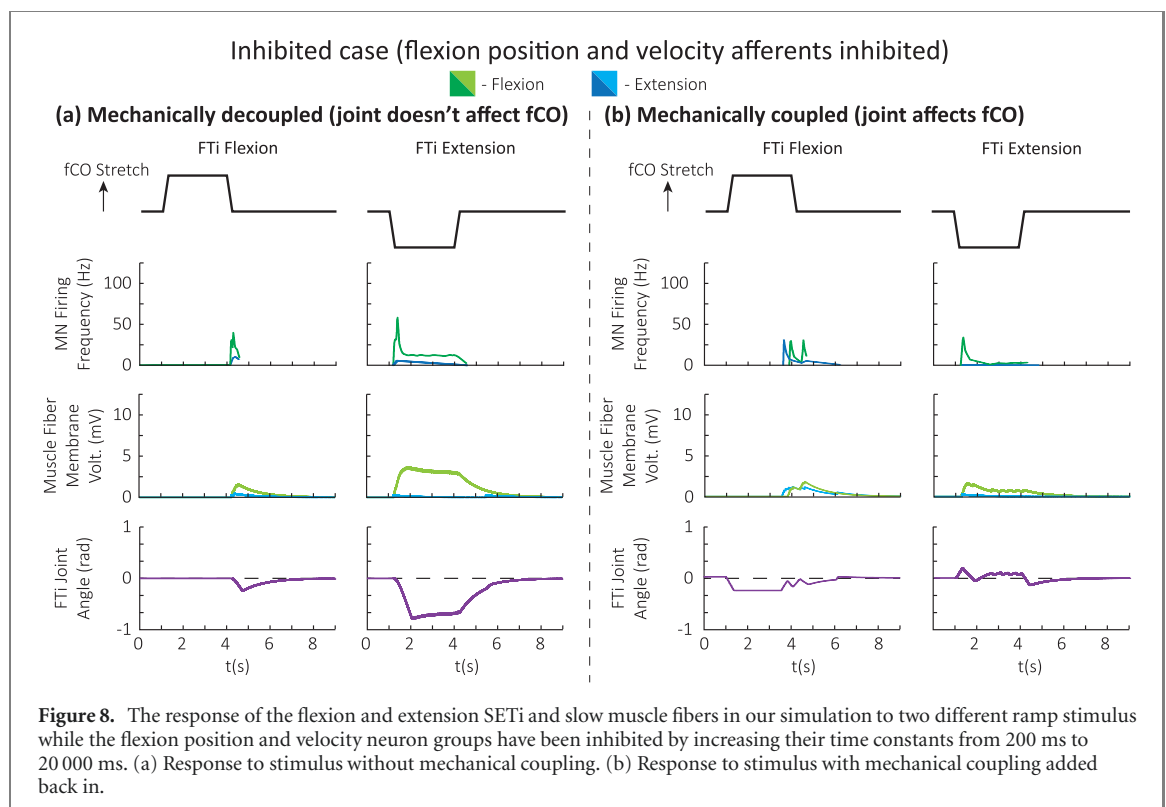 Inhibited case (flexion position and velocity afferents inhibited)
- Flexion
- Extension
(a) Mechanically decoupled (joint doesn't affect fCO)
(b) Mechanically coupled (joint affects fCO)
FTi Flexion
FTi Extension
FTi Flexion
FTi Extension
fCO Stretch
fCO Stretch
MN Firing
Frequency (Hz)
100
50
0
MN Firing
Frequency (Hz)
100
50
0
Muscle Fiber
Membrane
Volt. (mV)
10
5
0
Muscle Fiber
Membrane
Volt. (mV)
10
5
0
FTi Joint
Angle (rad)
1
0
-1
FTi Joint
Angle (rad)
1
0
-1
0 2 4 6 8
0 2 4 6 8
0 2 4 6 8
0 2 4 6 8
t(s)
t(s)
t(s)
t(s)
Figure 8. The response of the flexion and extension SETi and slow muscle fibers in our simulation to two different ramp stimulus
while the flexion position and velocity neuron groups have been inhibited by increasing their time constants from 200 ms to
20 000 ms. (a) Response to stimulus without mechanical coupling. (b) Response to stimulus with mechanical coupling added
back in.